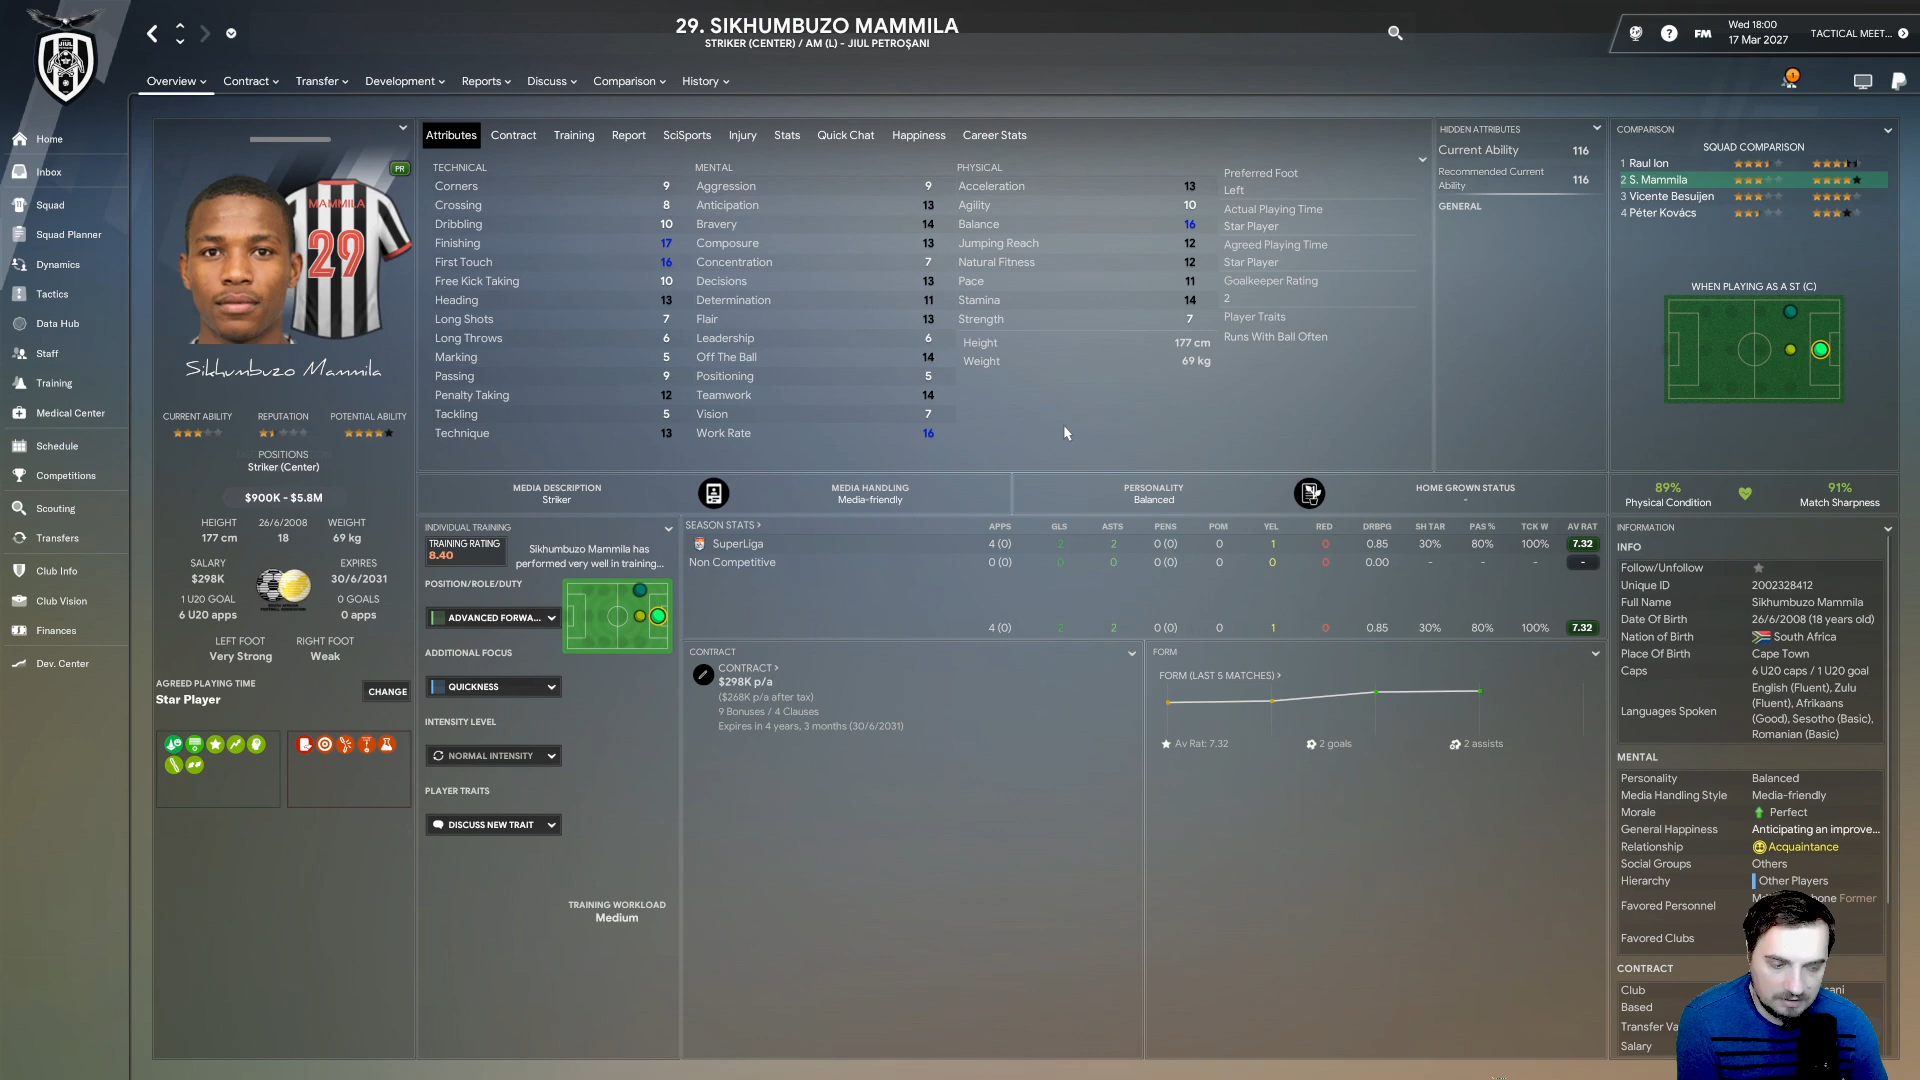 29. SIKHUMBUZO MAMMILA
STRIKER (CENTER) / AM (L) - JIUL PETROȘANI
JIUL
FM
Wed 18:00
17 Mar 2027
TACTICAL MEET...
Overview
Contract
Transfer
Development
Reports
Discuss
Comparison
History
1
Home
Inbox
Squad
Squad Planner
Dynamics
Tactics
Data Hub
Staff
Training
Medical Center
Schedule
Competitions
Scouting
Transfers
Club Info
Club Vision
Finances
Dev. Center
PR
MAMMILA
29
Sikhumbuzo Mammila
CURRENT ABILITY
REPUTATION
POTENTIAL ABILITY
POSITIONS
Striker (Center)
$900K - $5.8M
HEIGHT 26/6/2008 WEIGHT
177 cm 18 69 kg
SALARY EXPIRES
$298K 30/6/2031
1 U20 GOAL 0 GOALS
6 U20 apps 0 apps
LEFT FOOT RIGHT FOOT
Very Strong Weak
AGREED PLAYING TIME
Star Player
CHANGE
Attributes Contract Training Report SciSports Injury Stats Quick Chat Happiness Career Stats
TECHNICAL
Corners 9
Crossing 8
Dribbling 10
Finishing 17
First Touch 16
Free Kick Taking 10
Heading 13
Long Shots 7
Long Throws 6
Marking 5
Passing 9
Penalty Taking 12
Tackling 5
Technique 13
MENTAL
Aggression 9
Anticipation 13
Bravery 14
Composure 13
Concentration 7
Decisions 13
Determination 11
Flair 13
Leadership 6
Off The Ball 14
Positioning 5
Teamwork 14
Vision 7
Work Rate 16
PHYSICAL
Acceleration 13
Agility 10
Balance 16
Jumping Reach 12
Natural Fitness 12
Pace 11
Stamina 14
Strength 7
Height 177 cm
Weight 69 kg
Preferred Foot
Left
Actual Playing Time
Star Player
Agreed Playing Time
Star Player
Goalkeeper Rating
2
Player Traits
Runs With Ball Often
HIDDEN ATTRIBUTES
Current Ability 116
Recommended Current Ability 116
GENERAL
COMPARISON
SQUAD COMPARISON
1 Raul Ion
2 S. Mammila
3 Vicente Besuijen
4 Péter Kovács
WHEN PLAYING AS A ST (C)
MEDIA DESCRIPTION
Striker
MEDIA HANDLING
Media-friendly
PERSONALITY
Balanced
HOME GROWN STATUS
-
89%
Physical Condition
91%
Match Sharpness
INDIVIDUAL TRAINING
TRAINING RATING
8.40
Sikhumbuzo Mammila has
performed very well in training...
POSITION/ROLE/DUTY
ADVANCED FORWA...
ADDITIONAL FOCUS
QUICKNESS
INTENSITY LEVEL
NORMAL INTENSITY
PLAYER TRAITS
DISCUSS NEW TRAIT
TRAINING WORKLOAD
Medium
SEASON STATS > APPS GLS ASTS PENS POM YEL RED DRBPG SH TAR PAS % TCK W AV RAT
SuperLiga 4 (0) 2 2 0 (0) 0 1 0 0.85 30% 80% 100% 7.32
Non Competitive 0 (0) 0 0 0 (0) 0 0 0 0.00 - - - -
4 (0) 2 2 0 (0) 0 1 0 0.85 30% 80% 100% 7.32
CONTRACT
CONTRACT >
$298K p/a
($268K p/a after tax)
9 Bonuses / 4 Clauses
Expires in 4 years, 3 months (30/6/2031)
FORM
FORM (LAST 5 MATCHES) >
Av Rat: 7.32
2 goals
2 assists
INFORMATION
INFO
Follow/Unfollow
Unique ID 2002328412
Full Name Sikhumbuzo Mammila
Date Of Birth 26/6/2008 (18 years old)
Nation of Birth South Africa
Place Of Birth Cape Town
Caps 6 U20 caps / 1 U20 goal
Languages Spoken English (Fluent), Zulu
(Fluent), Afrikaans
(Good), Sesotho (Basic),
Romanian (Basic)
MENTAL
Personality Balanced
Media Handling Style Media-friendly
Morale Perfect
General Happiness Anticipating an improve...
Relationship Acquaintance
Social Groups Others
Hierarchy Other Players
Favored Personnel Former
Favored Clubs
CONTRACT
Club
Based
Transfer Va
Salary